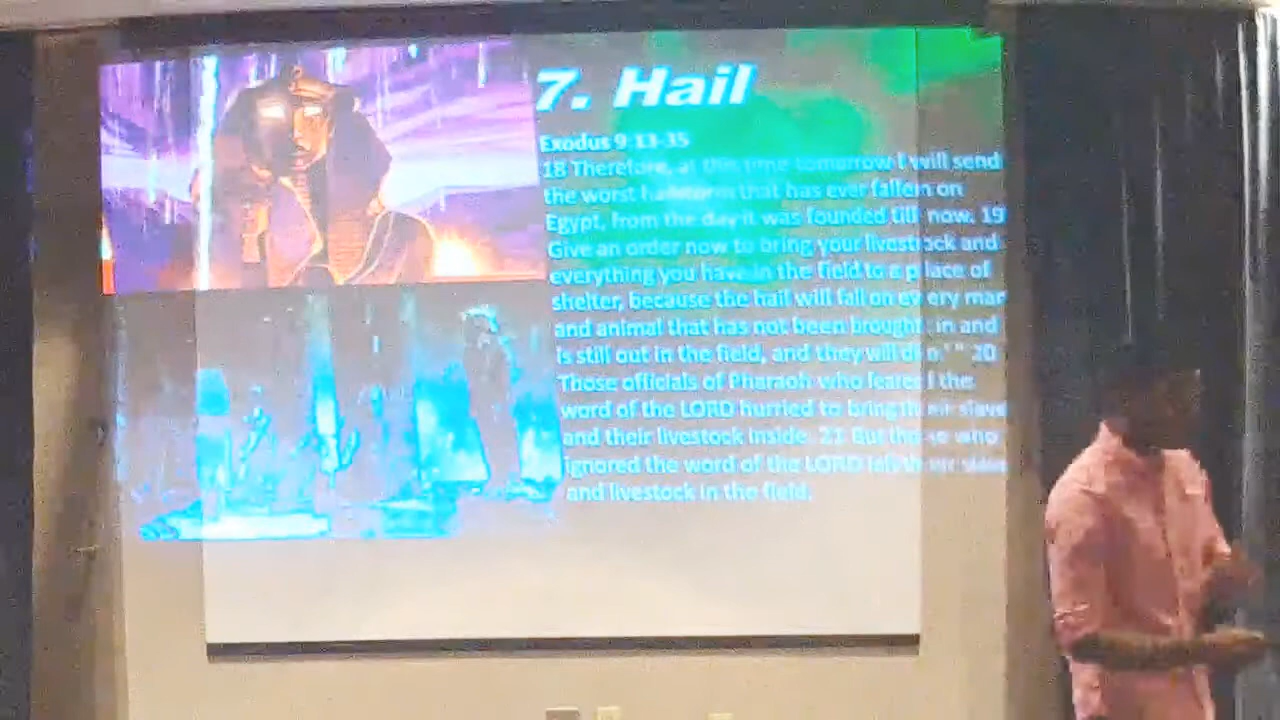 7. Hail
Exodus 9:13-35
18 Therefore, at this time tomorrow I will send
the worst hailstorm that has ever fallen on
Egypt, from the day it was founded till now. 19
Give an order now to bring your livestock and
everything you have in the field to a place of
shelter, because the hail will fall on every man
and animal that has not been brought in and
is still out in the field, and they will die.'" 20
Those officials of Pharaoh who feared the
word of the LORD hurried to bring their slaves
and their livestock inside. 21 But those who
ignored the word of the LORD left their slaves
and livestock in the field.